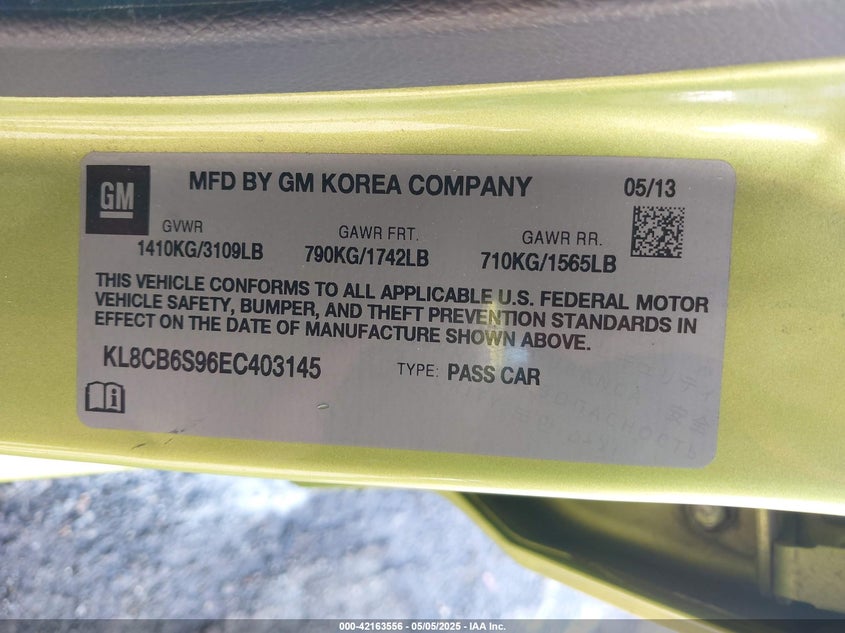 GM
MFD BY GM KOREA COMPANY
05/13
GVWR
1410KG/3109LB
GAWR FRT.
790KG/1742LB
GAWR RR.
710KG/1565LB
THIS VEHICLE CONFORMS TO ALL APPLICABLE U.S. FEDERAL MOTOR
VEHICLE SAFETY, BUMPER, AND THEFT PREVENTION STANDARDS IN
EFFECT ON THE DATE OF MANUFACTURE SHOWN ABOVE.
KL8CB6S96EC403145
TYPE: PASS CAR
000-42163556 - 05/05/2025 - IAA Inc.